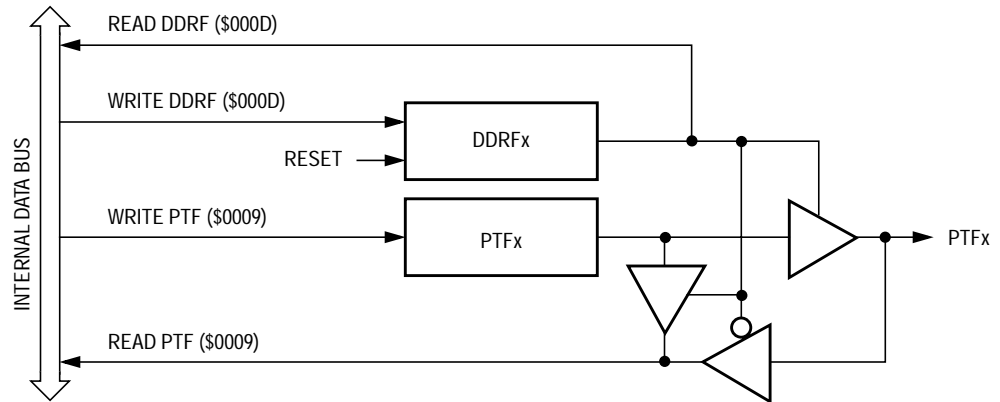 READ DDRF ($000D)
WRITE DDRF ($000D)
DDRFx
RESET
WRITE PTF ($0009)
PTFx
PTFx
READ PTF ($0009)
INTERNAL DATA BUS